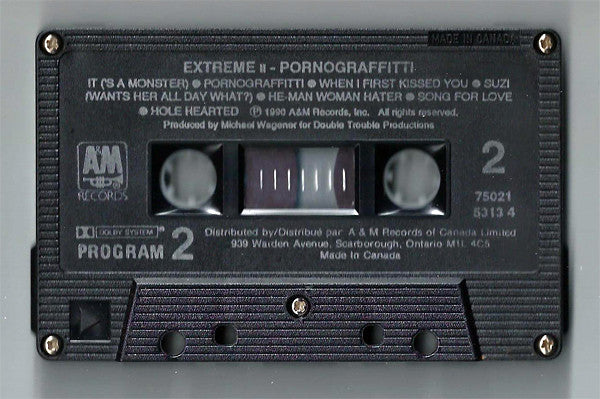 MADE IN CANADA
EXTREME II - PORNOGRAFFITTI
IT ('S A MONSTER) ● PORNOGRAFFITTI ● WHEN I FIRST KISSED YOU ● SUZI
(WANTS HER ALL DAY WHAT?) ● HE-MAN WOMAN HATER ● SONG FOR LOVE
● HOLE HEARTED ℗ 1990 A&M Records, Inc. All rights reserved.
Produced by Michael Wagener for Double Trouble Productions
A&M
RECORDS
2
75021
5313 4
DOLBY SYSTEM
PROGRAM 2
Distributed by/Distribué par A & M Records of Canada Limited
939 Warden Avenue, Scarborough, Ontario M1L 4C5
Made in Canada